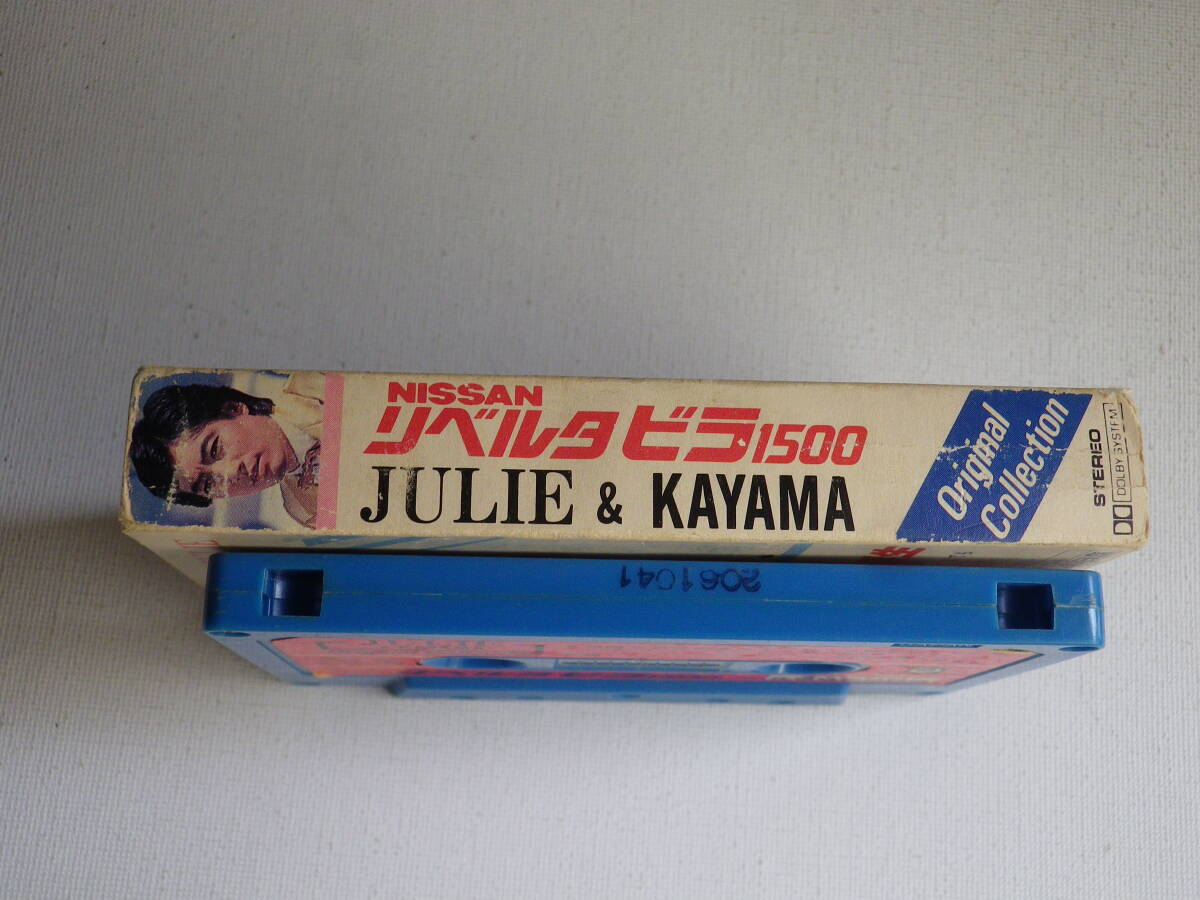 NISSAN
リベルタ ビラ1500
JULIE & KAYAMA
Original
Collection
STEREO
DOLBY SYSTEM
2061041